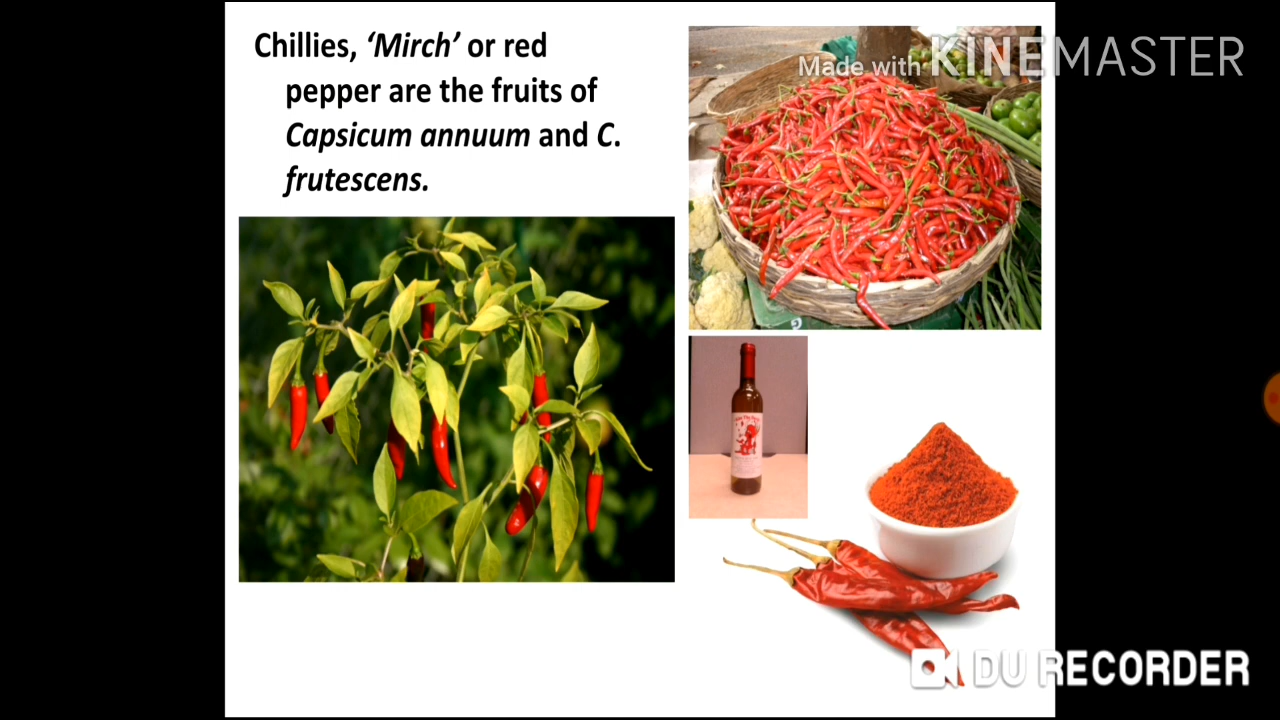 Chillies, ‘Mirch’ or red
pepper are the fruits of
Capsicum annuum and C.
frutescens.
Made with KINEMASTER
DU RECORDER